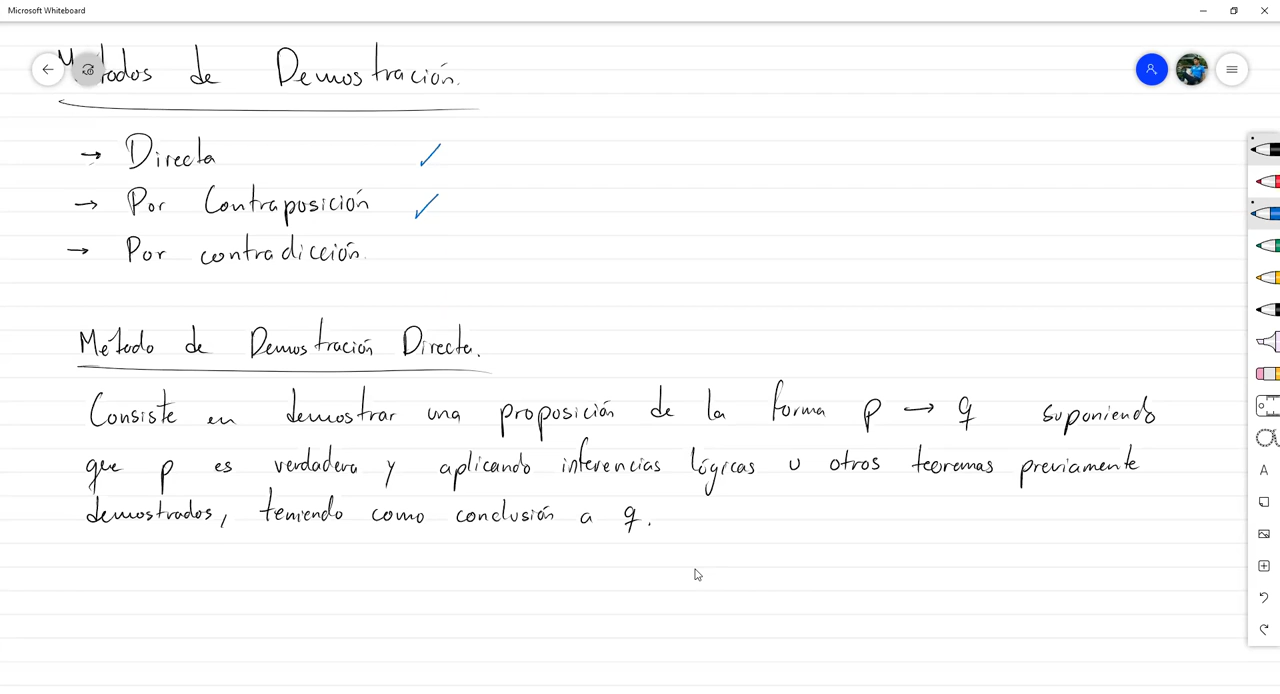 Microsoft Whiteboard
de Demostración.
→ Directa ✓
→ Por Contraposición ✓
→ Por contradicción.
Método de Demostración Directa.
Consiste en demostrar una proposición de la forma p → q suponiendo
que p es verdadera y aplicando inferencias lógicas u otros teoremas previamente
demostrados, teniendo como conclusión a q.
A